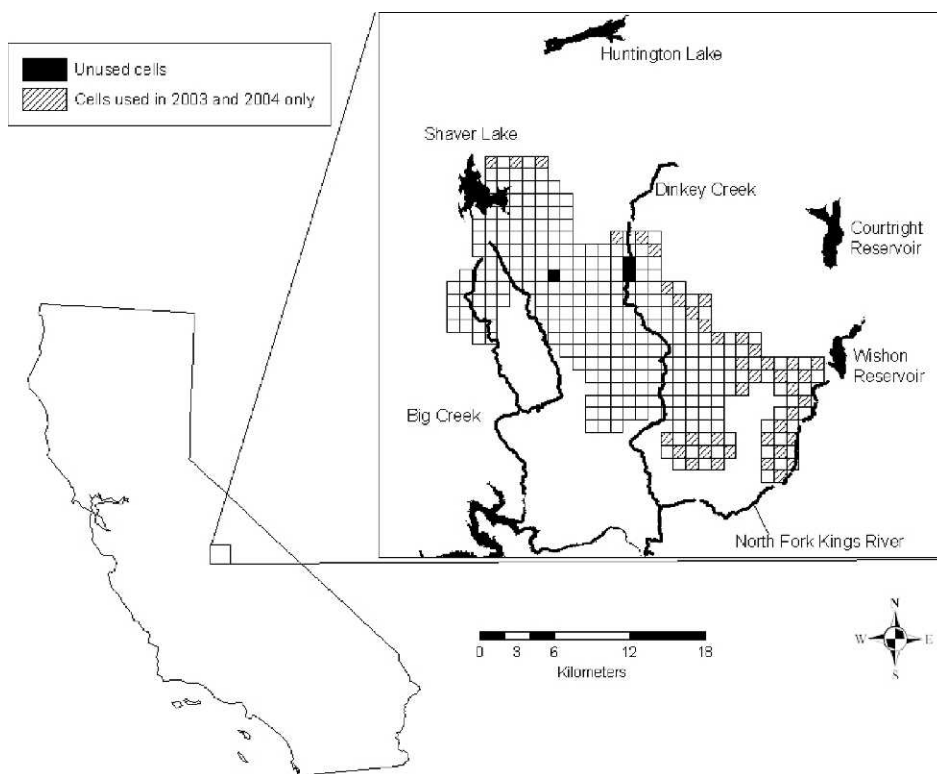 Unused cells
Cells used in 2003 and 2004 only
Huntington Lake
Shaver Lake
Dinkey Creek
Courtright
Reservoir
Wishon
Reservoir
Big Creek
North Fork Kings River
N
W E
S
0 3 6 12 18
Kilometers